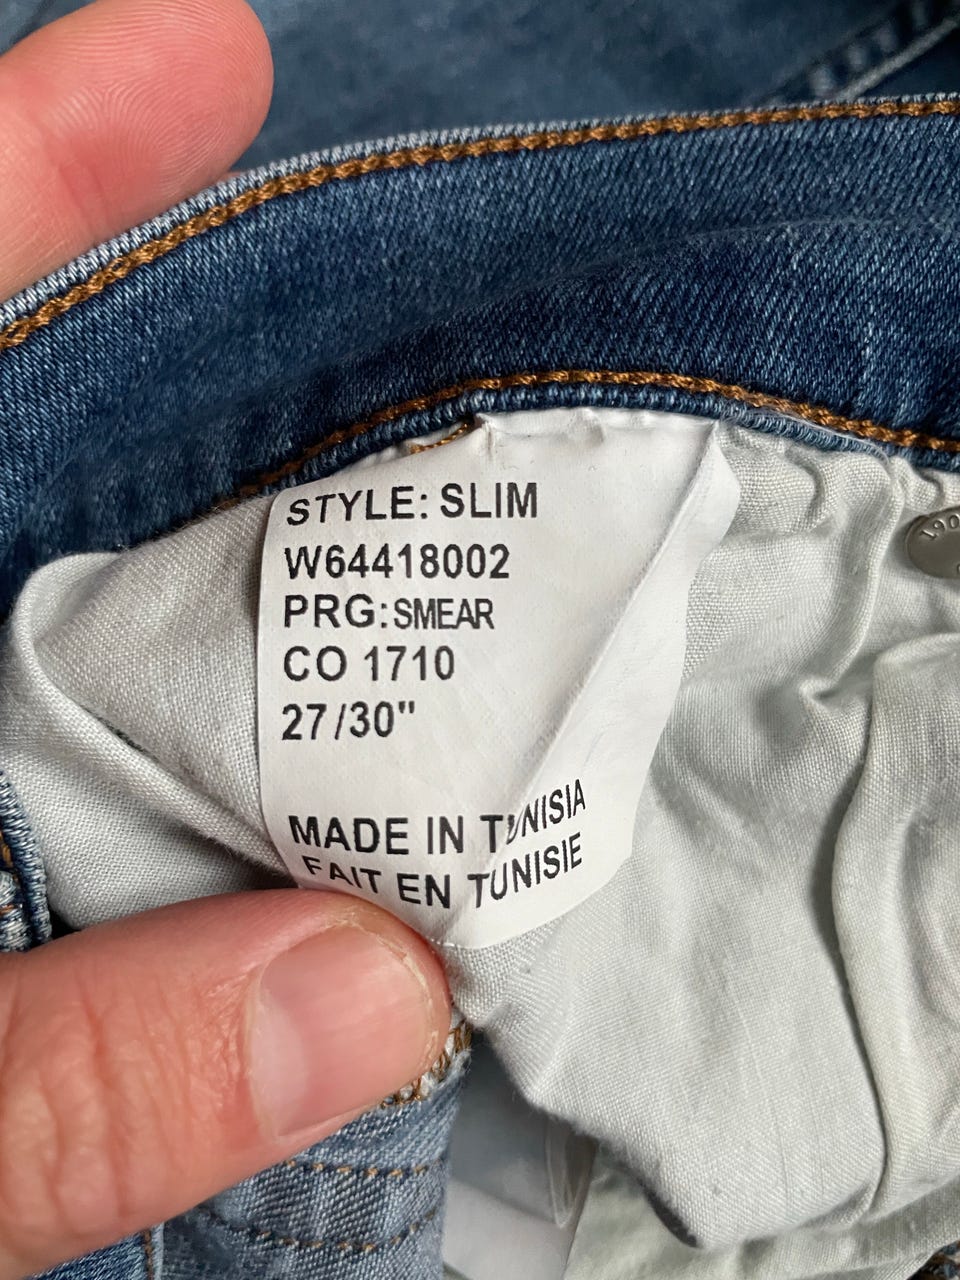 STYLE: SLIM
W64418002
PRG: SMEAR
CO 1710
27/30"
MADE IN TUNISIA
FAIT EN TUNISIE